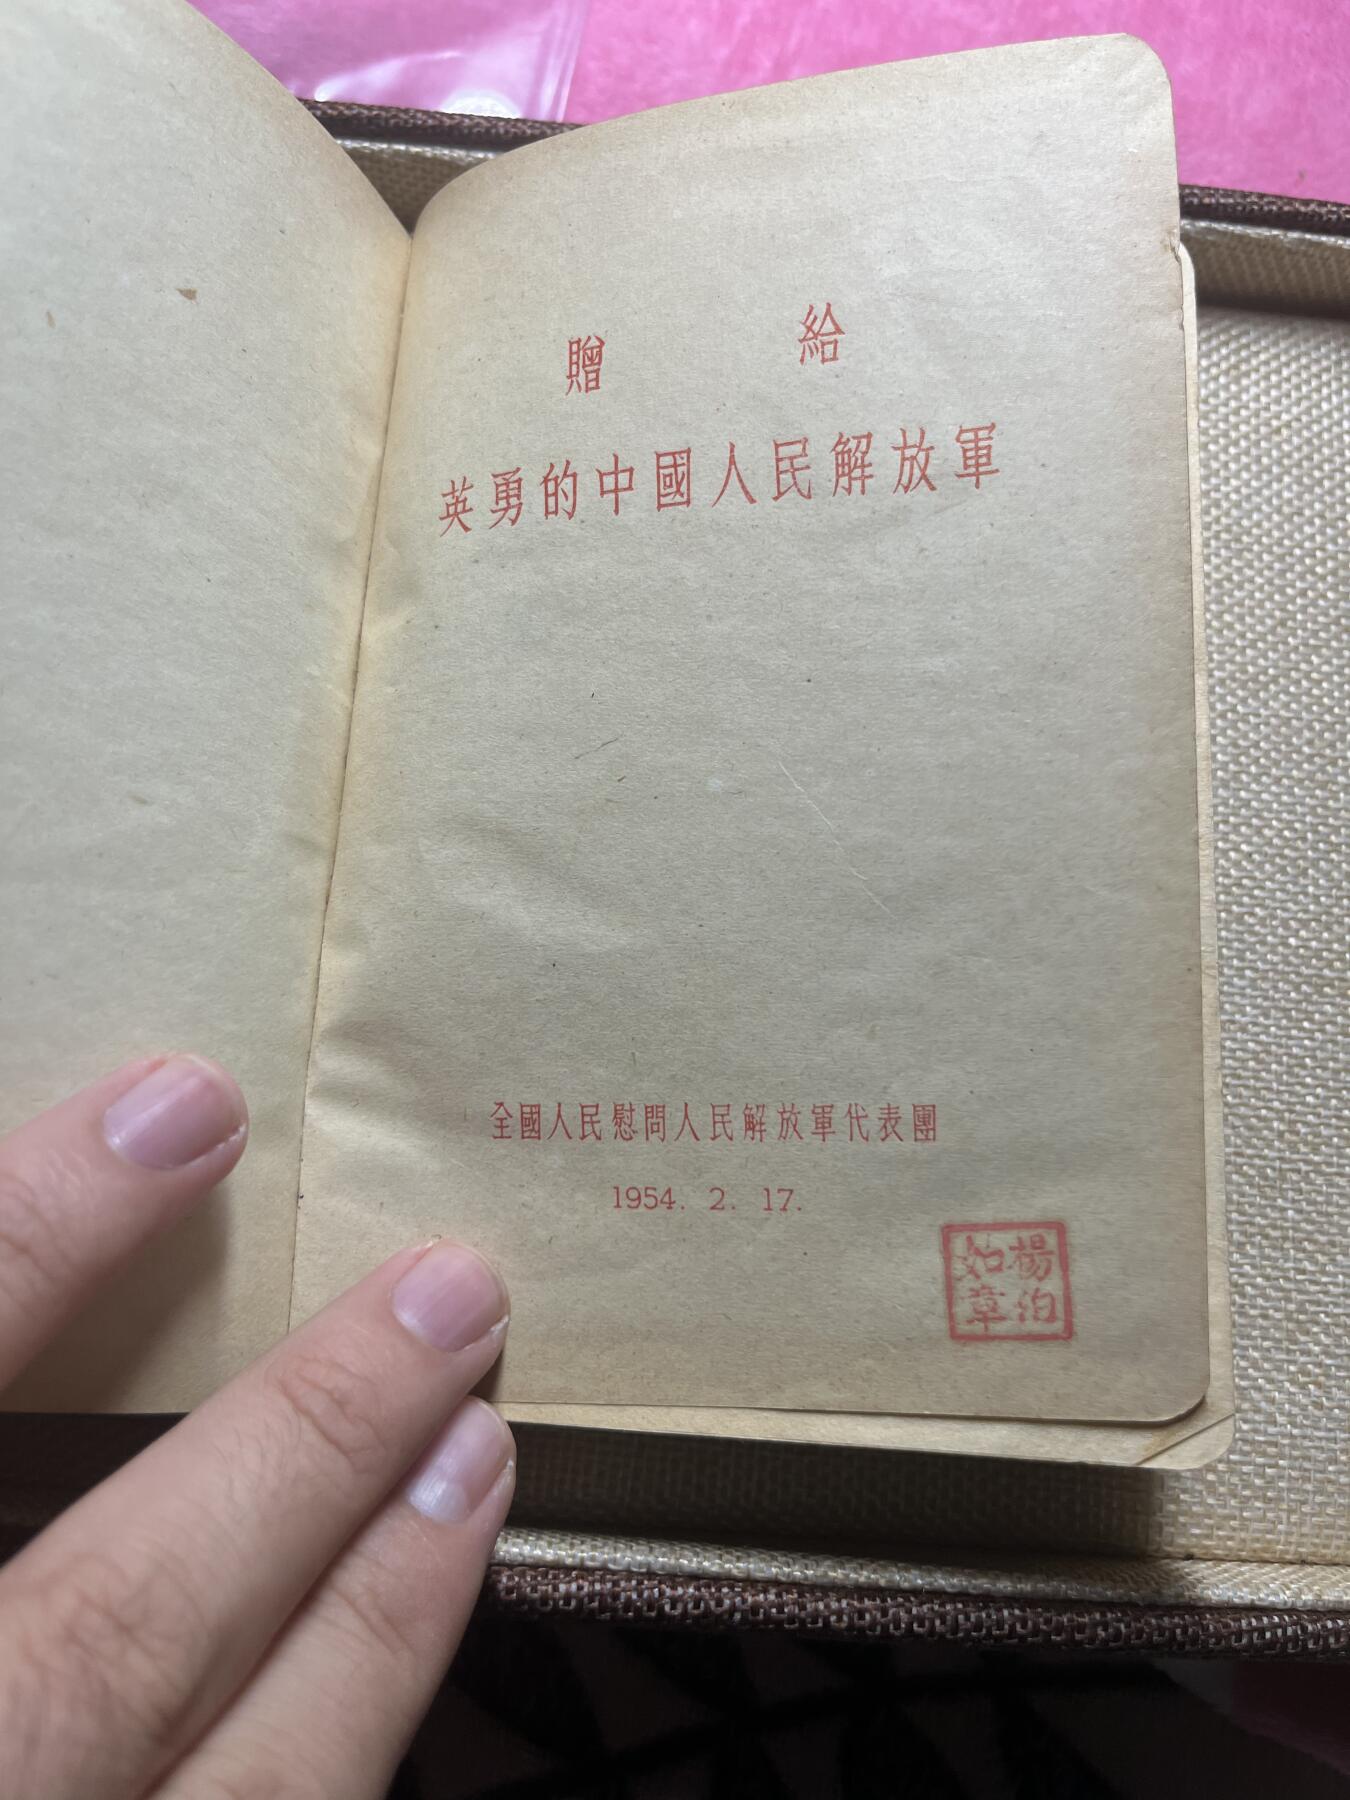 贈 給
英勇的中國人民解放軍
全國人民慰問人民解放軍代表團
1954. 2. 17.
楊泊
如章